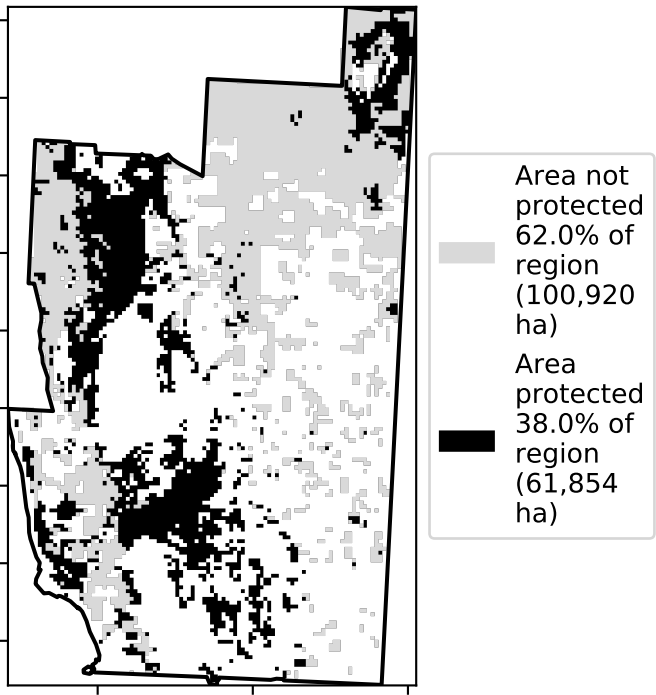 Area not
protected
62.0% of
region
(100,920
ha)
Area
protected
38.0% of
region
(61,854
ha)